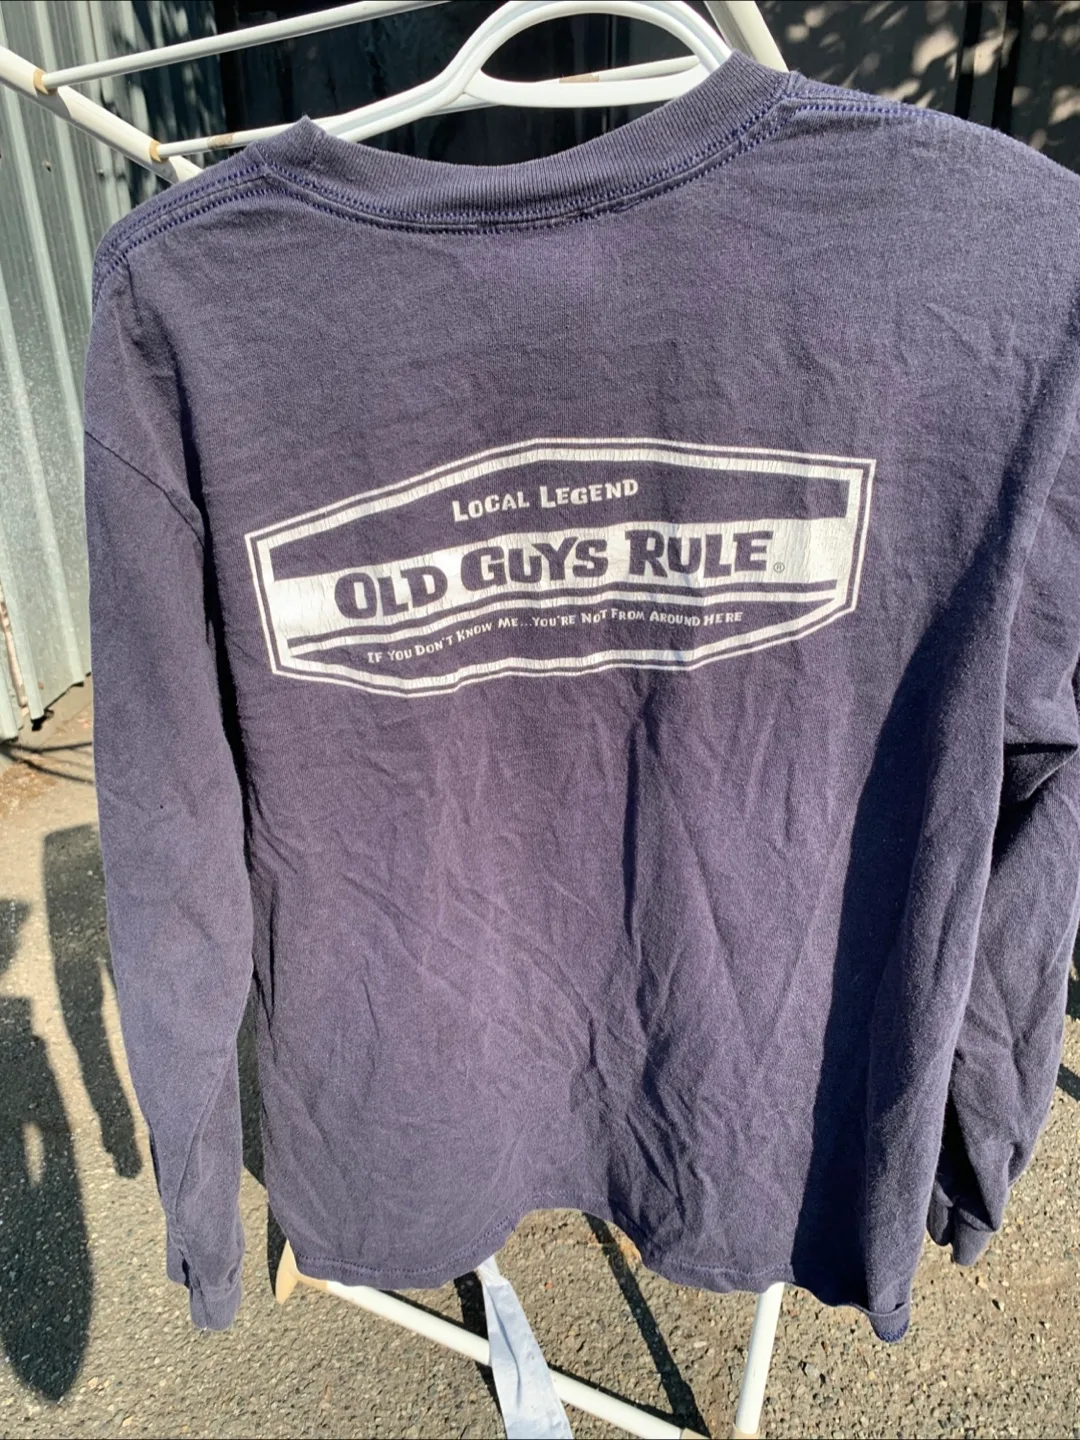 LOCAL LEGEND
OLD GUYS RULE®
IF YOU DON'T KNOW ME...YOU'RE NOT FROM AROUND HERE